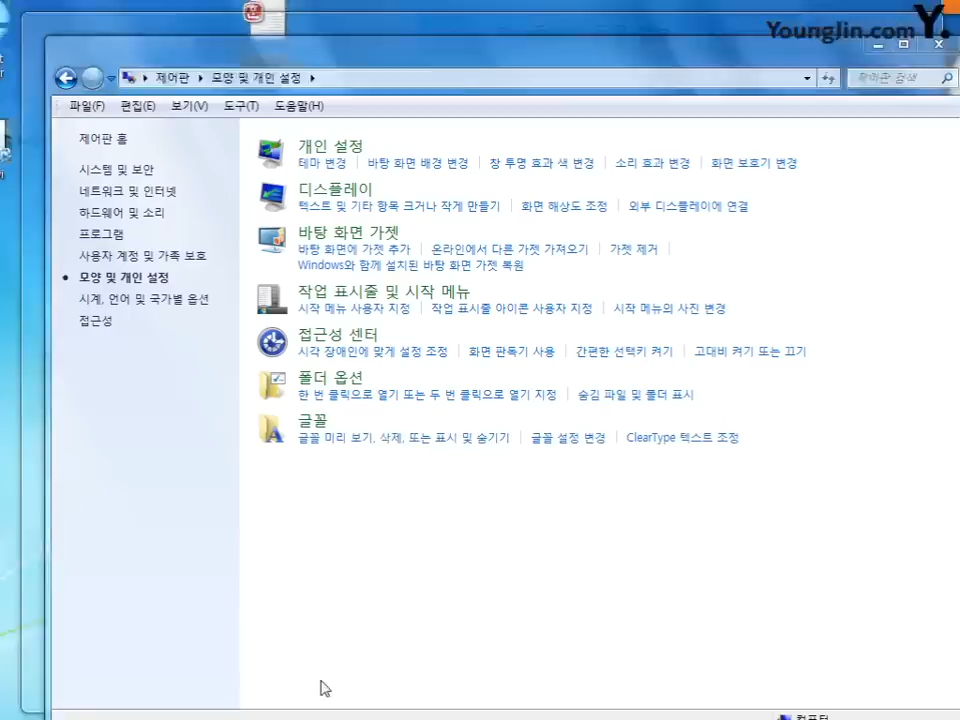 YoungJin.com Y.
제어판 ▸ 모양 및 개인 설정 ▸
제어판 검색
파일(F) 편집(E) 보기(V) 도구(T) 도움말(H)
제어판 홈
시스템 및 보안
네트워크 및 인터넷
하드웨어 및 소리
프로그램
사용자 계정 및 가족 보호
모양 및 개인 설정
시계, 언어 및 국가별 옵션
접근성
개인 설정
테마 변경 바탕 화면 배경 변경 창 투명 효과 색 변경 소리 효과 변경 화면 보호기 변경
디스플레이
텍스트 및 기타 항목 크거나 작게 만들기 화면 해상도 조정 외부 디스플레이에 연결
바탕 화면 가젯
바탕 화면에 가젯 추가 온라인에서 다른 가젯 가져오기 가젯 제거
Windows와 함께 설치된 바탕 화면 가젯 복원
작업 표시줄 및 시작 메뉴
시작 메뉴 사용자 지정 작업 표시줄 아이콘 사용자 지정 시작 메뉴의 사진 변경
접근성 센터
시각 장애인에 맞게 설정 조정 화면 판독기 사용 간편한 선택키 켜기 고대비 켜기 또는 끄기
폴더 옵션
한 번 클릭으로 열기 또는 두 번 클릭으로 열기 지정 숨김 파일 및 폴더 표시
글꼴
글꼴 미리 보기, 삭제, 또는 표시 및 숨기기 글꼴 설정 변경 ClearType 텍스트 조정
컴퓨터